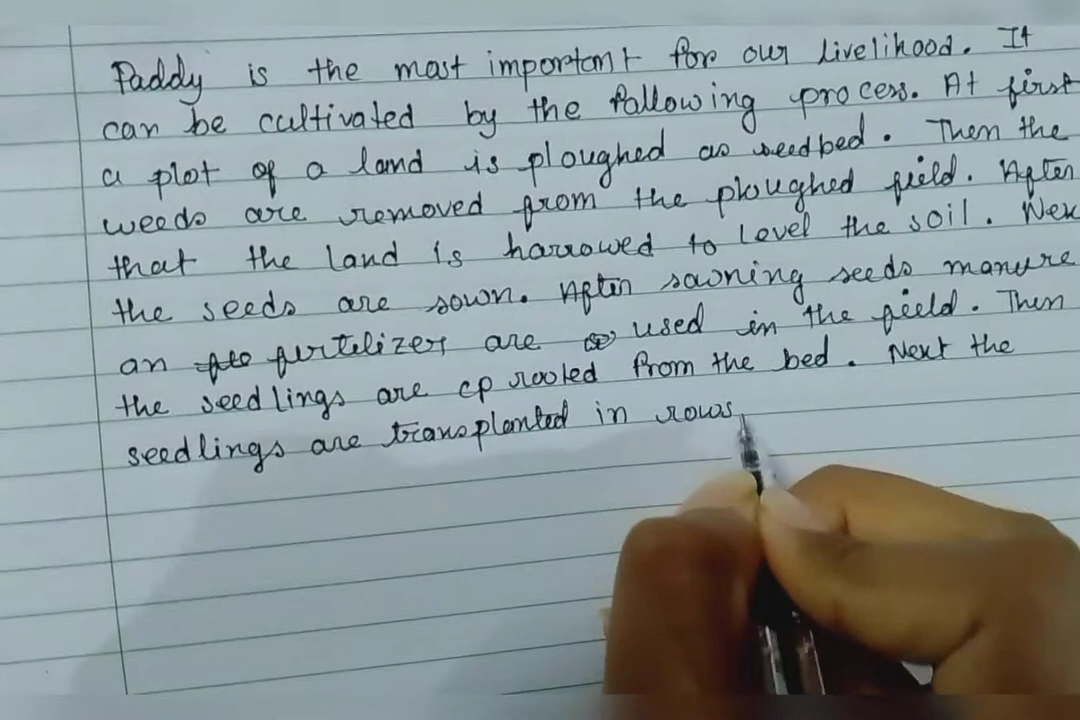 Paddy is the most important for our livelihood. It
can be cultivated by the following process. At first
a plot of a land is ploughed as seedbed. Then the
weeds are removed from the ploughed field. After
that the land is harrowed to level the soil. Nex
the seeds are sown. After sowning seeds manure
an fertelizer are used in the field. Then
the seedlings are up rooted from the bed. Next the
seedlings are transplanted in rows